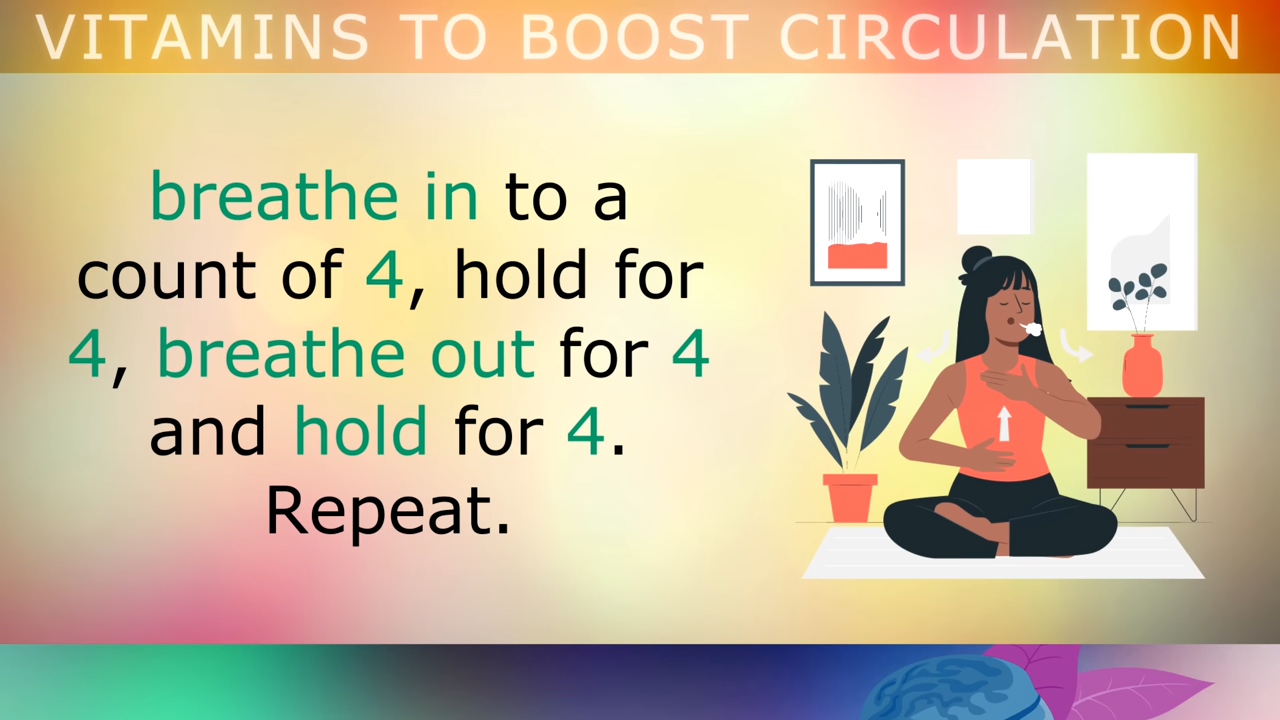 VITAMINS TO BOOST CIRCULATION
breathe in to a
count of 4, hold for
4, breathe out for 4
and hold for 4.
Repeat.